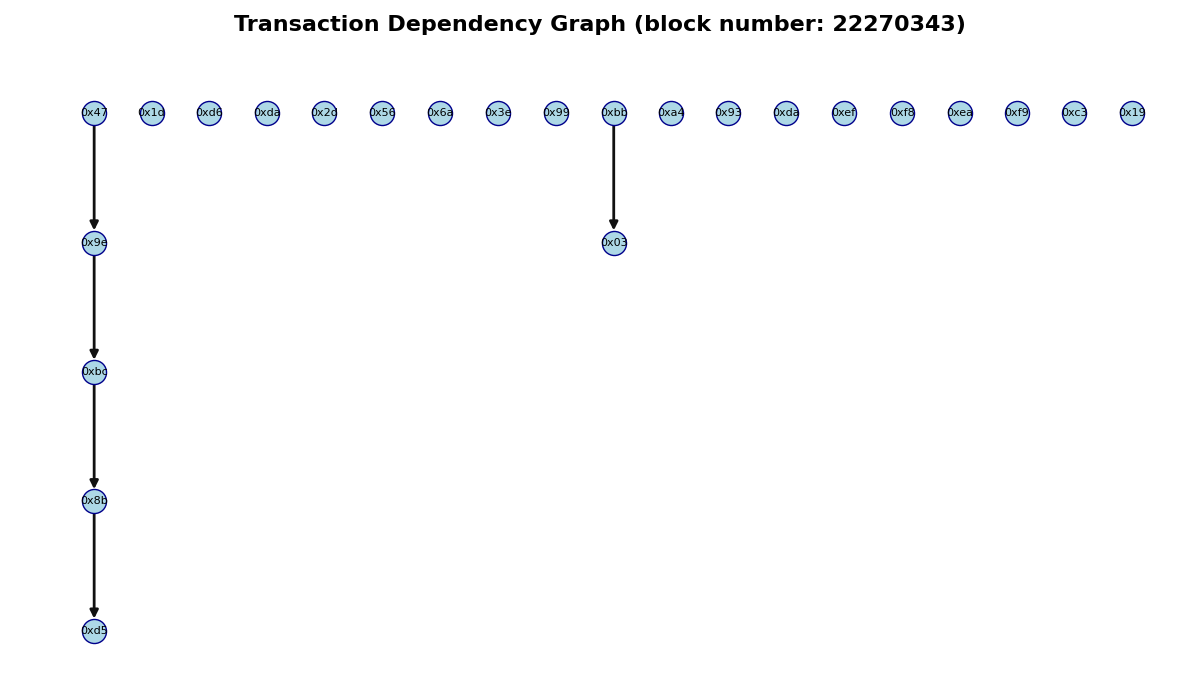 Transaction Dependency Graph (block number: 22270343)
0x47 0x1d 0xd6 0xda 0x2d 0x56 0x6a 0x3e 0x99 0xbb 0xa4 0x93 0xda 0xef 0xf8 0xea 0xf9 0xc3 0x19
0x9e 0x03
0x8b
0xd5